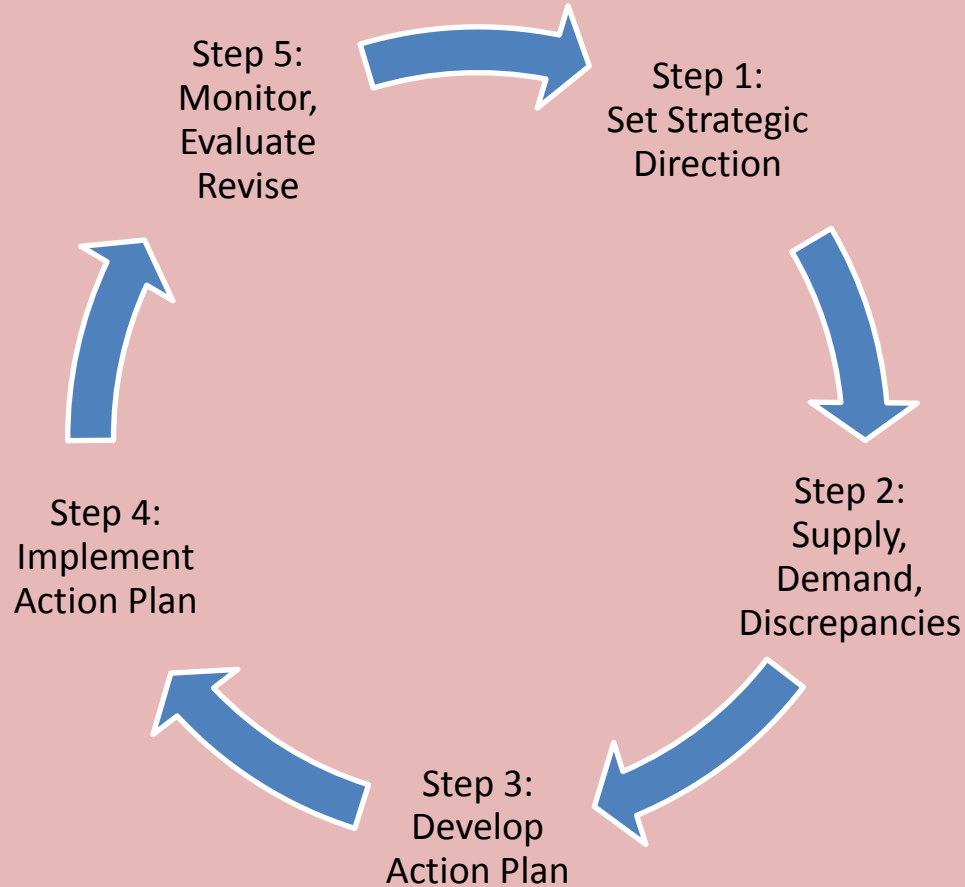 Step 1:
Set Strategic
Direction
Step 2:
Supply,
Demand,
Discrepancies
Step 3:
Develop
Action Plan
Step 4:
Implement
Action Plan
Step 5:
Monitor,
Evaluate
Revise